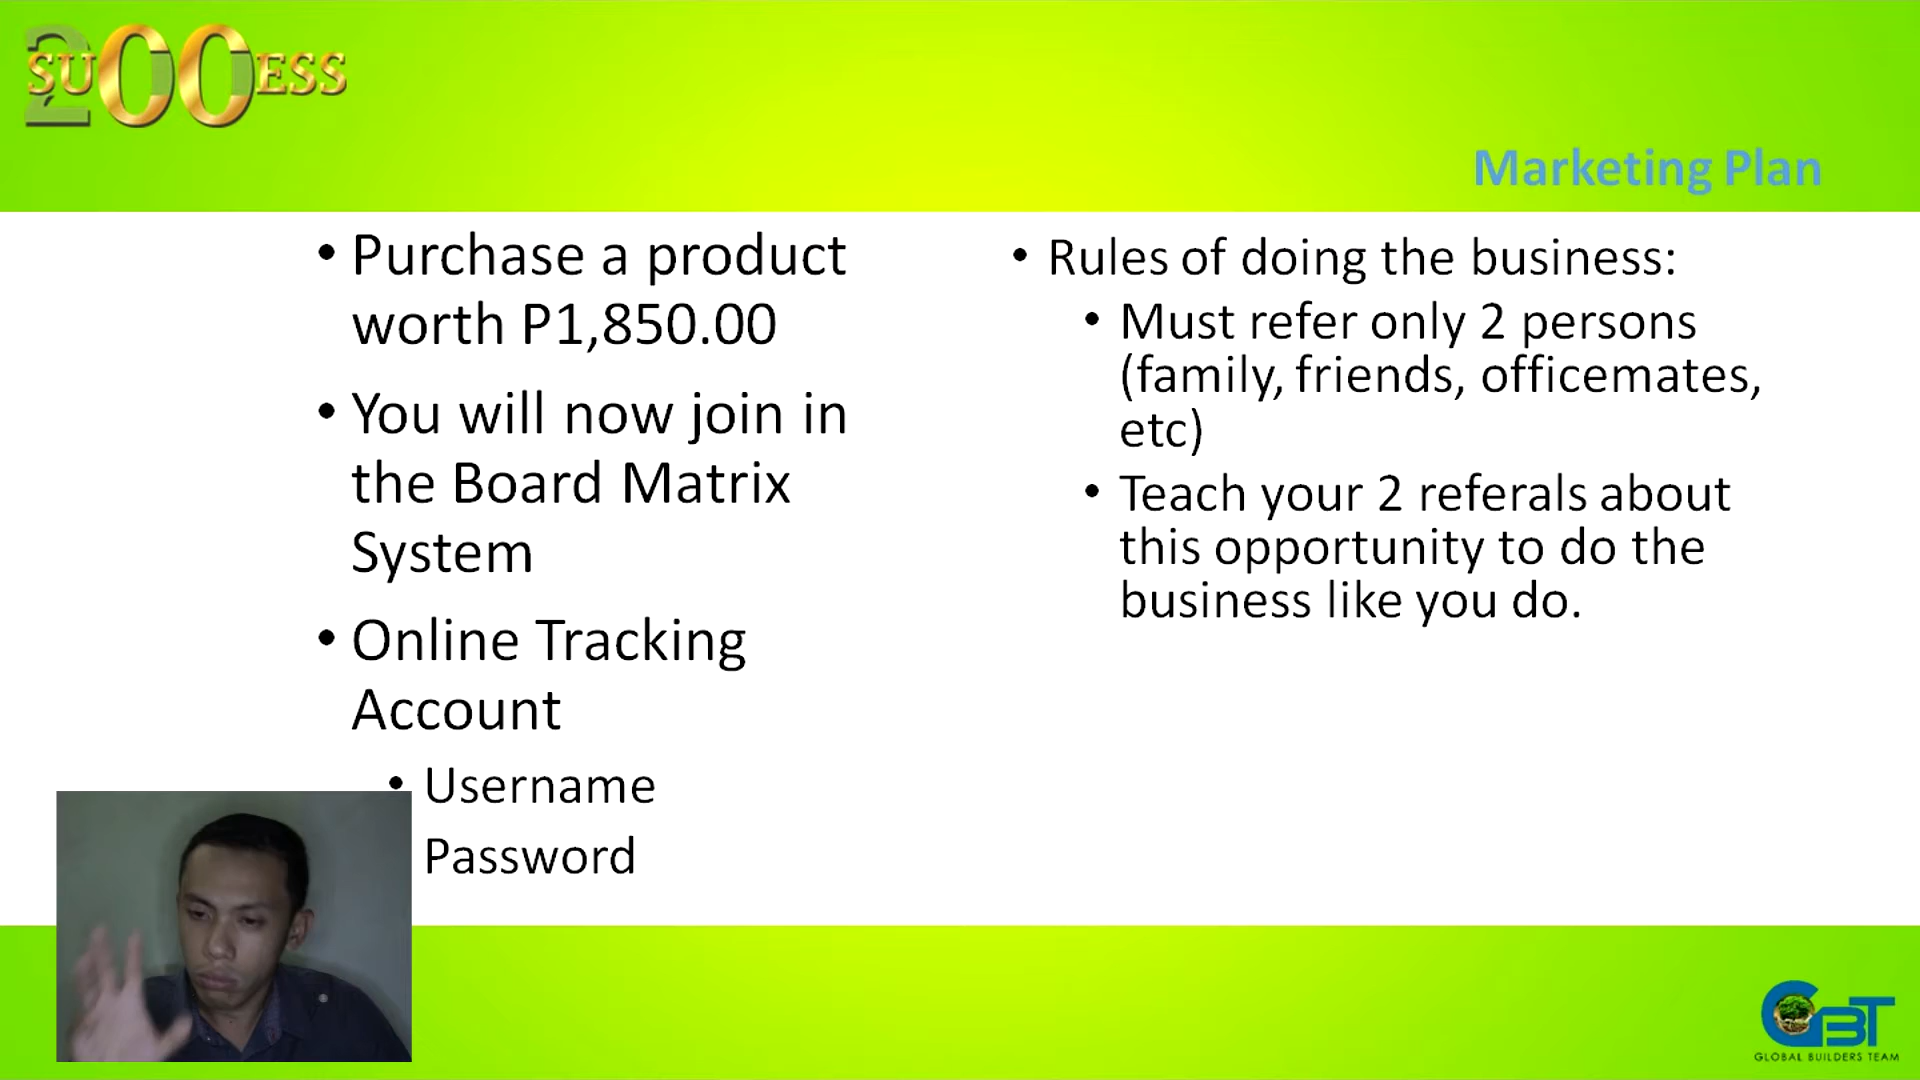 SU200ESS
Marketing Plan
• Purchase a product
worth P1,850.00
• You will now join in
the Board Matrix
System
• Online Tracking
Account
• Username
Password
• Rules of doing the business:
• Must refer only 2 persons
(family, friends, officemates,
etc)
• Teach your 2 referals about
this opportunity to do the
business like you do.
GBT
GLOBAL BUILDERS TEAM